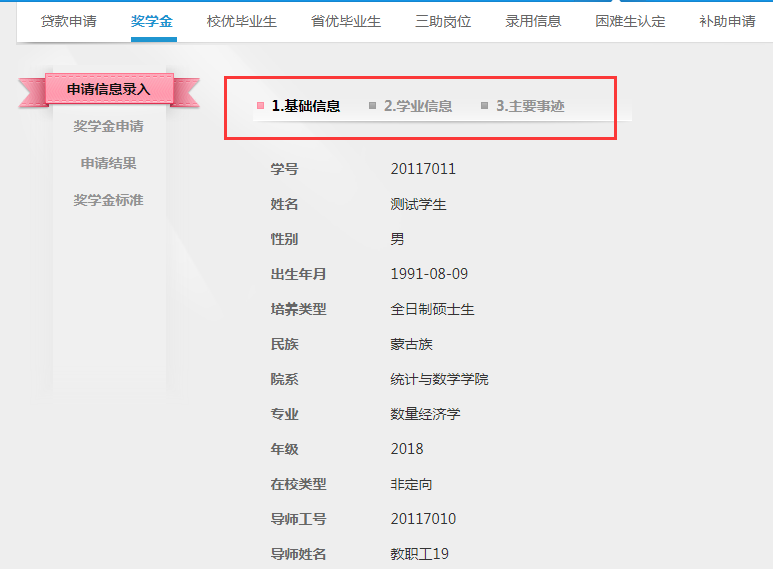 贷款申请 奖学金 校优毕业生 省优毕业生 三助岗位 录用信息 困难生认定 补助申请
申请信息录入
奖学金申请
申请结果
奖学金标准
1.基础信息 2.学业信息 3.主要事迹
学号 20117011
姓名 测试学生
性别 男
出生年月 1991-08-09
培养类型 全日制硕士生
民族 蒙古族
院系 统计与数学学院
专业 数量经济学
年级 2018
在校类型 非定向
导师工号 20117010
导师姓名 教职工19